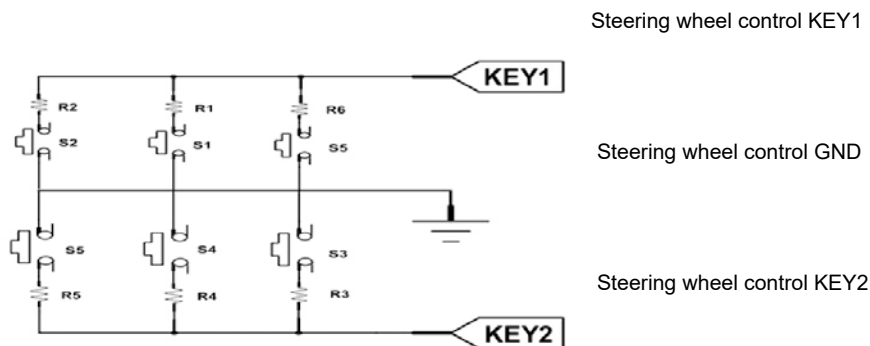 Steering wheel control KEY1
KEY1
R2 R1 R6
S2 S1 S5
Steering wheel control GND
S5 S4 S3
Steering wheel control KEY2
R5 R4 R3
KEY2